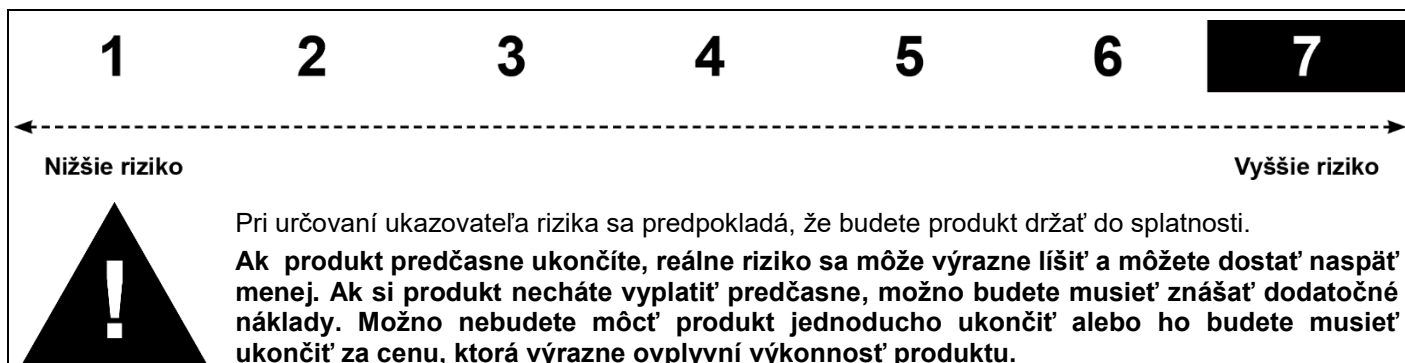 1 2 3 4 5 6 7
Nižšie riziko Vyššie riziko
!
Pri určovaní ukazovateľa rizika sa predpokladá, že budete produkt držať do splatnosti.
Ak produkt predčasne ukončíte, reálne riziko sa môže výrazne líšiť a môžete dostať naspäť
menej. Ak si produkt necháte vyplatiť predčasne, možno budete musieť znášať dodatočné
náklady. Možno nebudete môcť produkt jednoducho ukončiť alebo ho budete musieť
ukončiť za cenu, ktorá výrazne ovplyvní výkonnosť produktu.